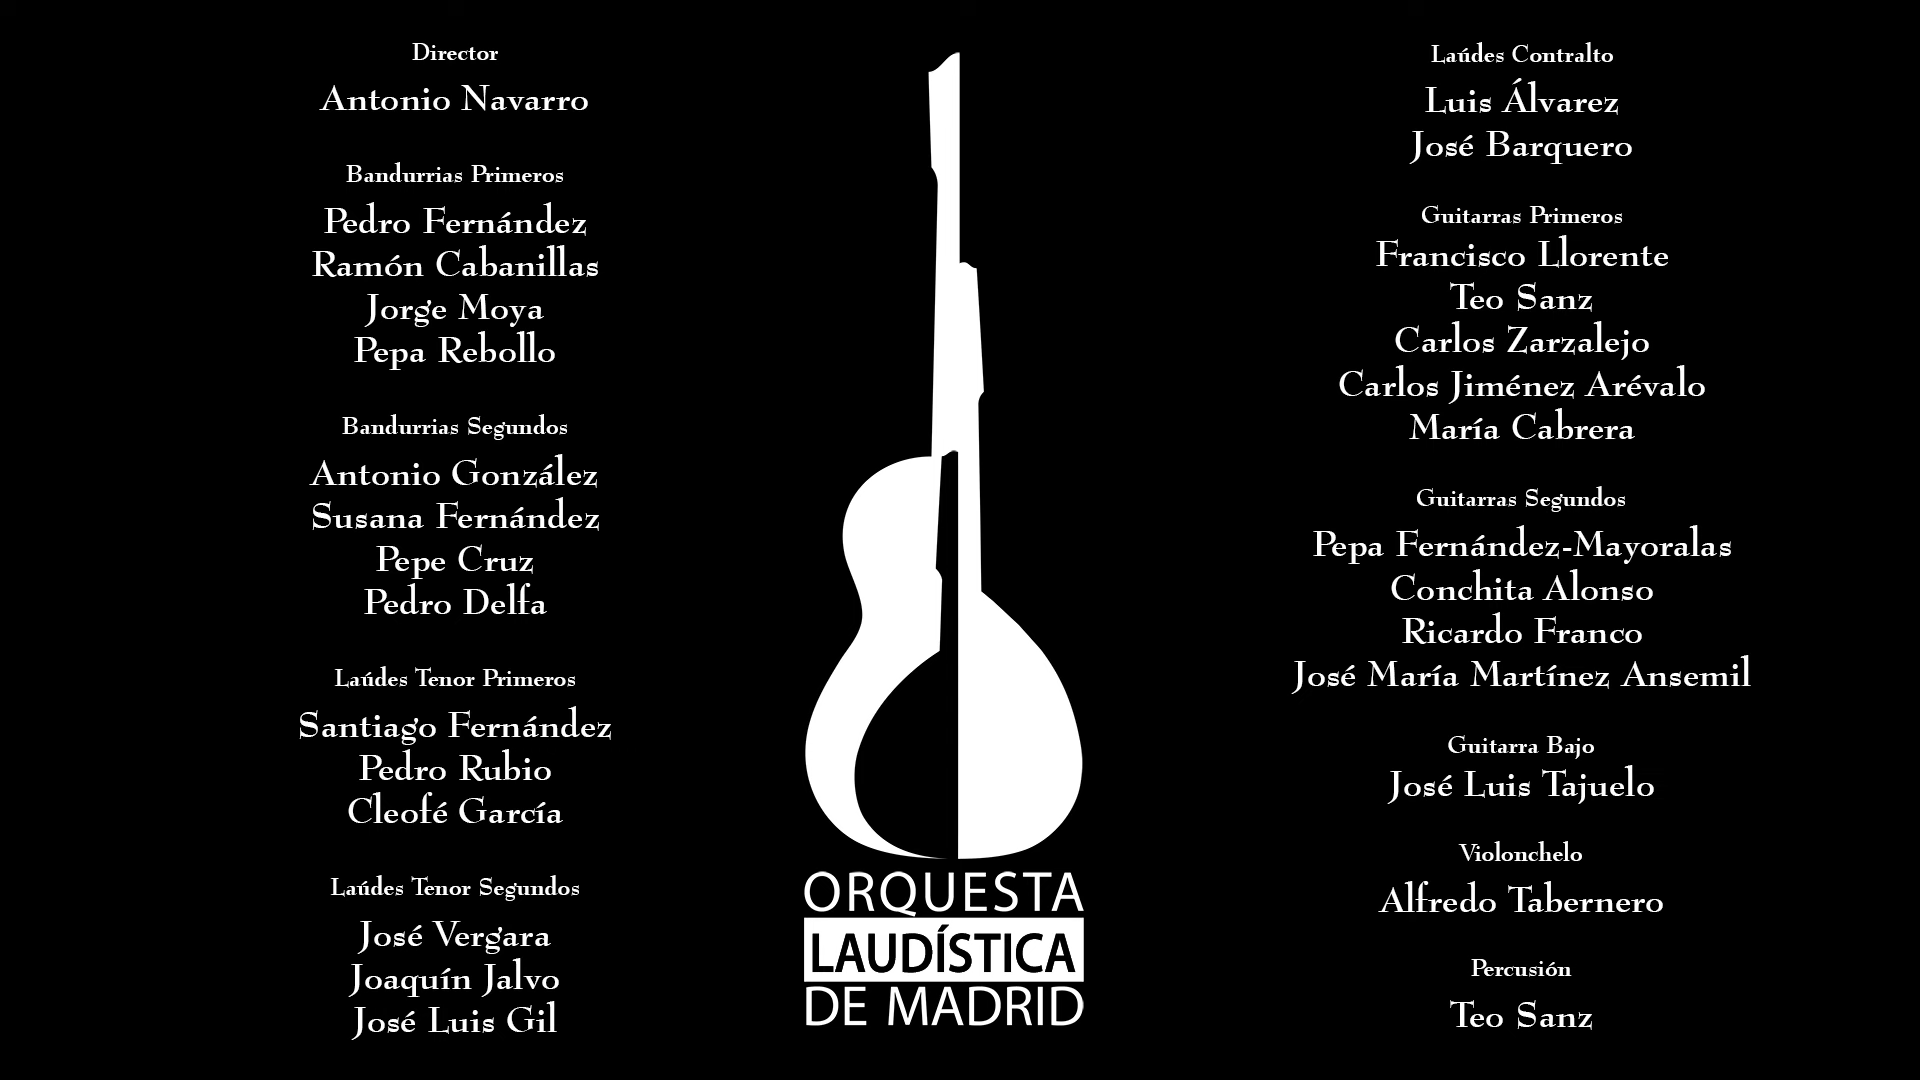 Director
Antonio Navarro
Bandurrias Primeros
Pedro Fernández
Ramón Cabanillas
Jorge Moya
Pepa Rebollo
Bandurrias Segundos
Antonio González
Susana Fernández
Pepe Cruz
Pedro Delfa
Laúdes Tenor Primeros
Santiago Fernández
Pedro Rubio
Cleofé García
Laúdes Tenor Segundos
José Vergara
Joaquín Jalvo
José Luis Gil
ORQUESTA
LAUDÍSTICA
DE MADRID
Laúdes Contralto
Luis Álvarez
José Barquero
Guitarras Primeros
Francisco Llorente
Teo Sanz
Carlos Zarzalejo
Carlos Jiménez Arévalo
María Cabrera
Guitarras Segundos
Pepa Fernández-Mayoralas
Conchita Alonso
Ricardo Franco
José María Martínez Ansemil
Guitarra Bajo
José Luis Tajuelo
Violonchelo
Alfredo Tabernero
Percusión
Teo Sanz